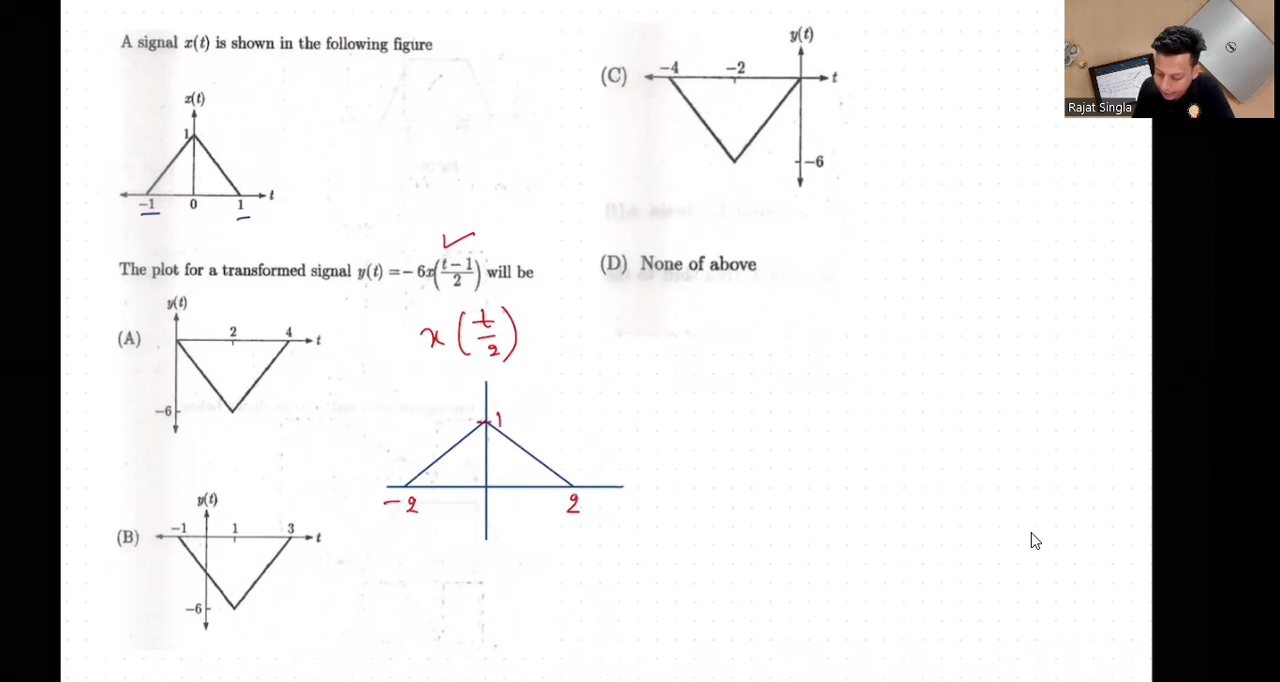 A signal x(t) is shown in the following figure
x(t)
1
-1 0 1 t
The plot for a transformed signal y(t) = - 6x((t-1)/2) will be
(A)
y(t)
2 4 t
-6
(B)
y(t)
-1 1 3 t
-6
x(t/2)
1
-2 2
(C)
y(t)
-4 -2 t
-6
(D) None of above
Rajat Singla